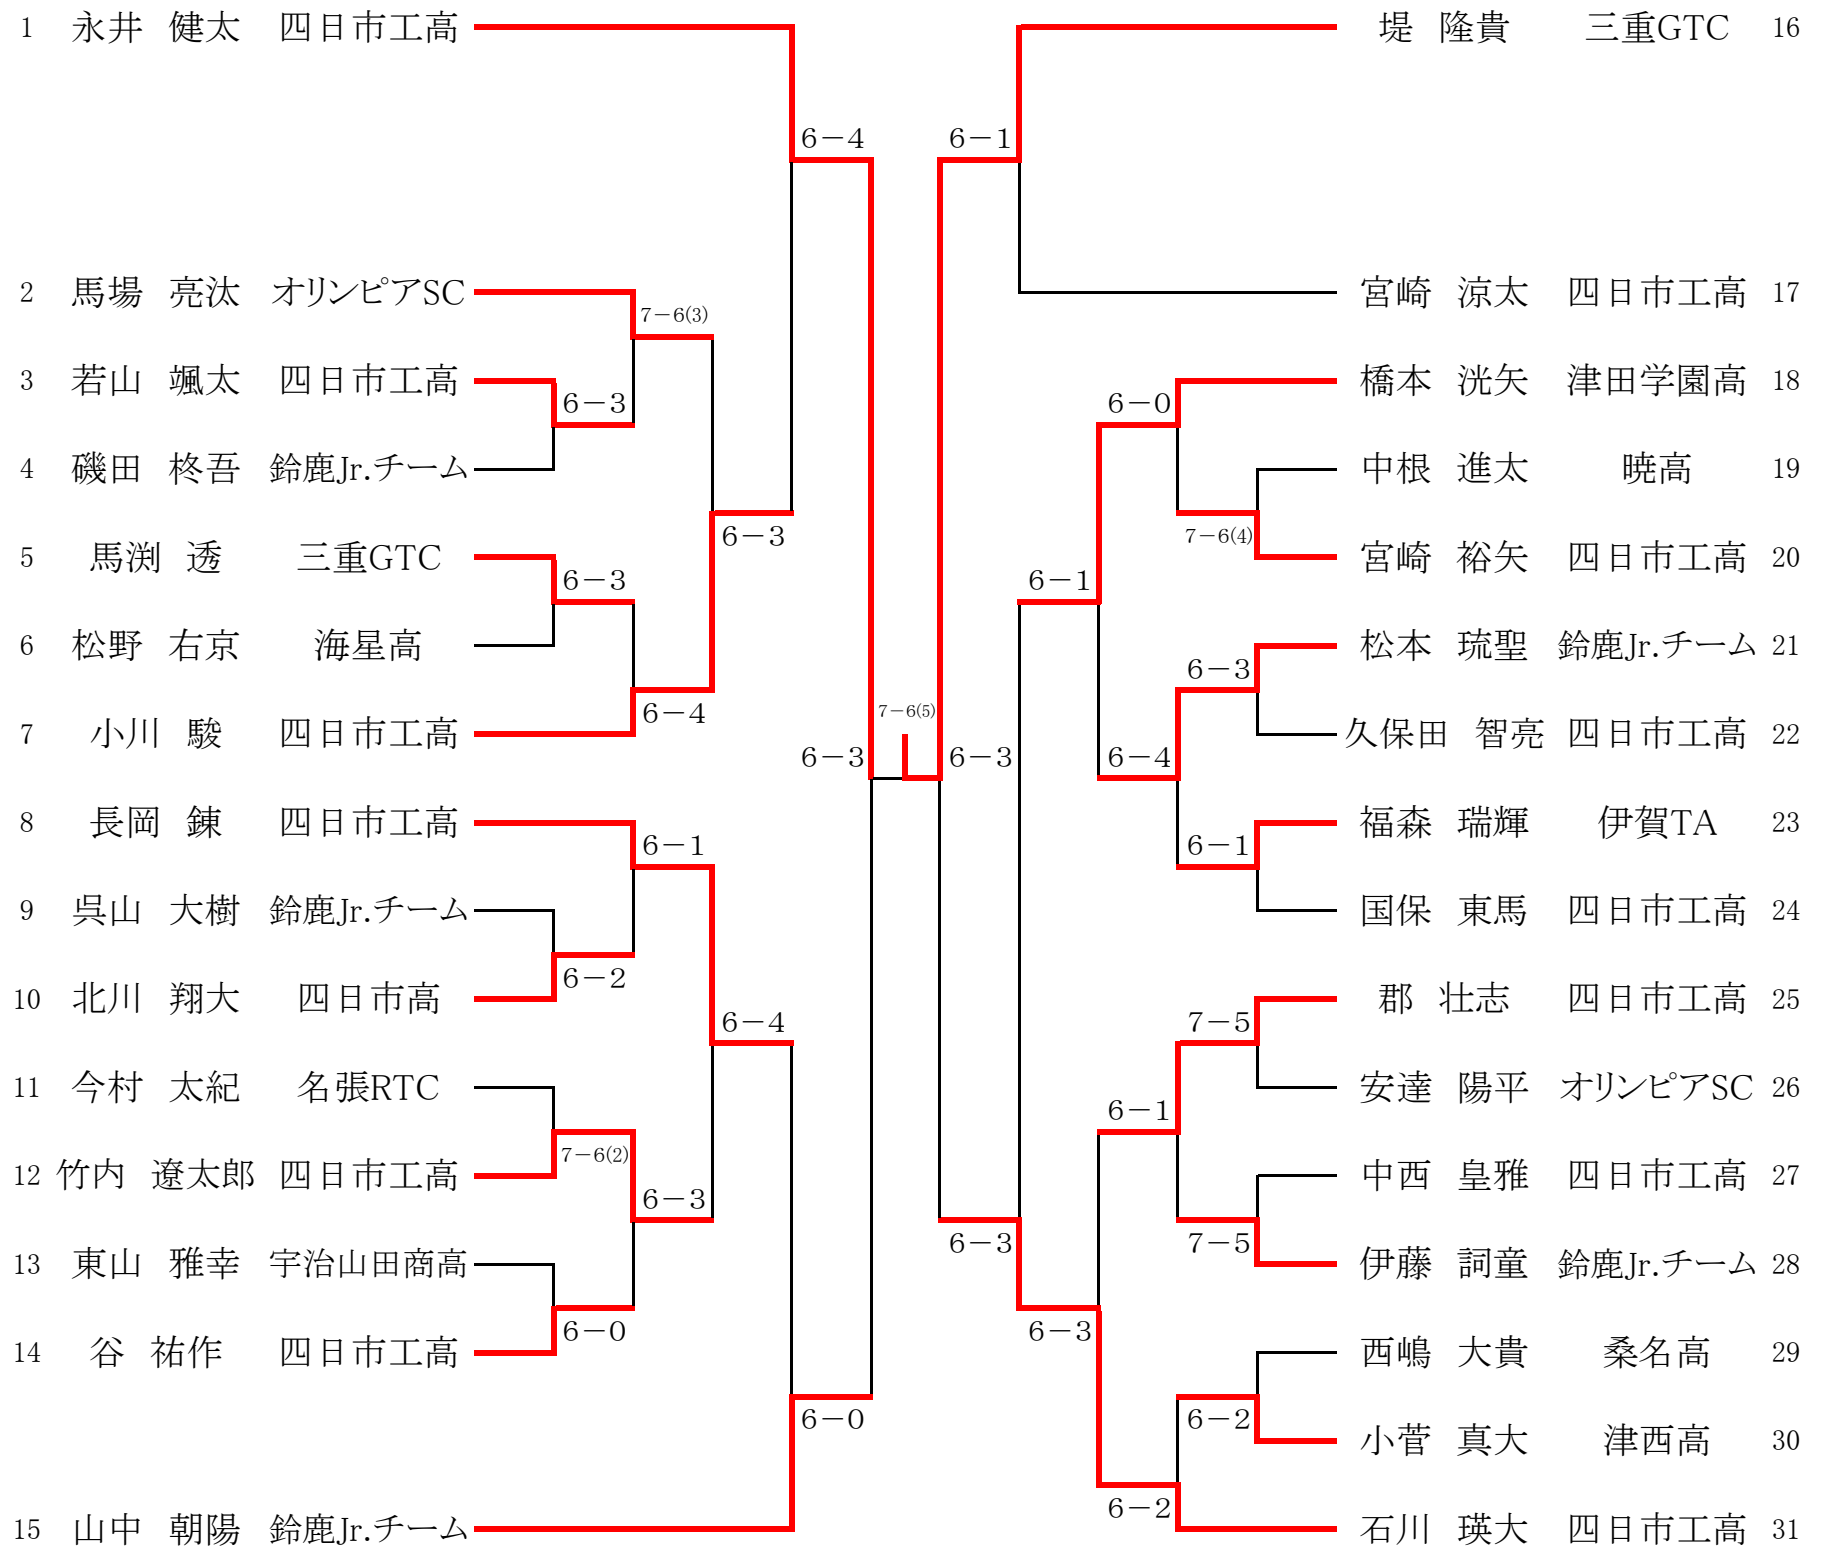 1 永井 健太 四日市工高
堤 隆貴 三重GTC 16
6-4
6-1
2 馬場 亮汰 オリンピアSC
宮崎 涼太 四日市工高 17
7-6(3)
3 若山 颯太 四日市工高
橋本 洸矢 津田学園高 18
6-3
6-0
4 磯田 柊吾 鈴鹿Jr.チーム
中根 進太 暁高 19
6-3
7-6(4)
5 馬渕 透 三重GTC
宮崎 裕矢 四日市工高 20
6-3
6-1
6 松野 右京 海星高
松本 琉聖 鈴鹿Jr.チーム 21
6-3
6-4
7-6(5)
7 小川 駿 四日市工高
久保田 智亮 四日市工高 22
6-3
6-3
6-4
8 長岡 錬 四日市工高
福森 瑞輝 伊賀TA 23
6-1
6-1
9 呉山 大樹 鈴鹿Jr.チーム
国保 東馬 四日市工高 24
6-2
10 北川 翔大 四日市高
郡 壮志 四日市工高 25
6-4
7-5
11 今村 太紀 名張RTC
安達 陽平 オリンピアSC 26
6-1
7-6(2)
12 竹内 遼太郎 四日市工高
中西 皇雅 四日市工高 27
6-3
6-3
7-5
13 東山 雅幸 宇治山田商高
伊藤 詞童 鈴鹿Jr.チーム 28
6-0
6-3
14 谷 祐作 四日市工高
西嶋 大貴 桑名高 29
6-0
6-2
小菅 真大 津西高 30
6-2
15 山中 朝陽 鈴鹿Jr.チーム
石川 瑛大 四日市工高 31